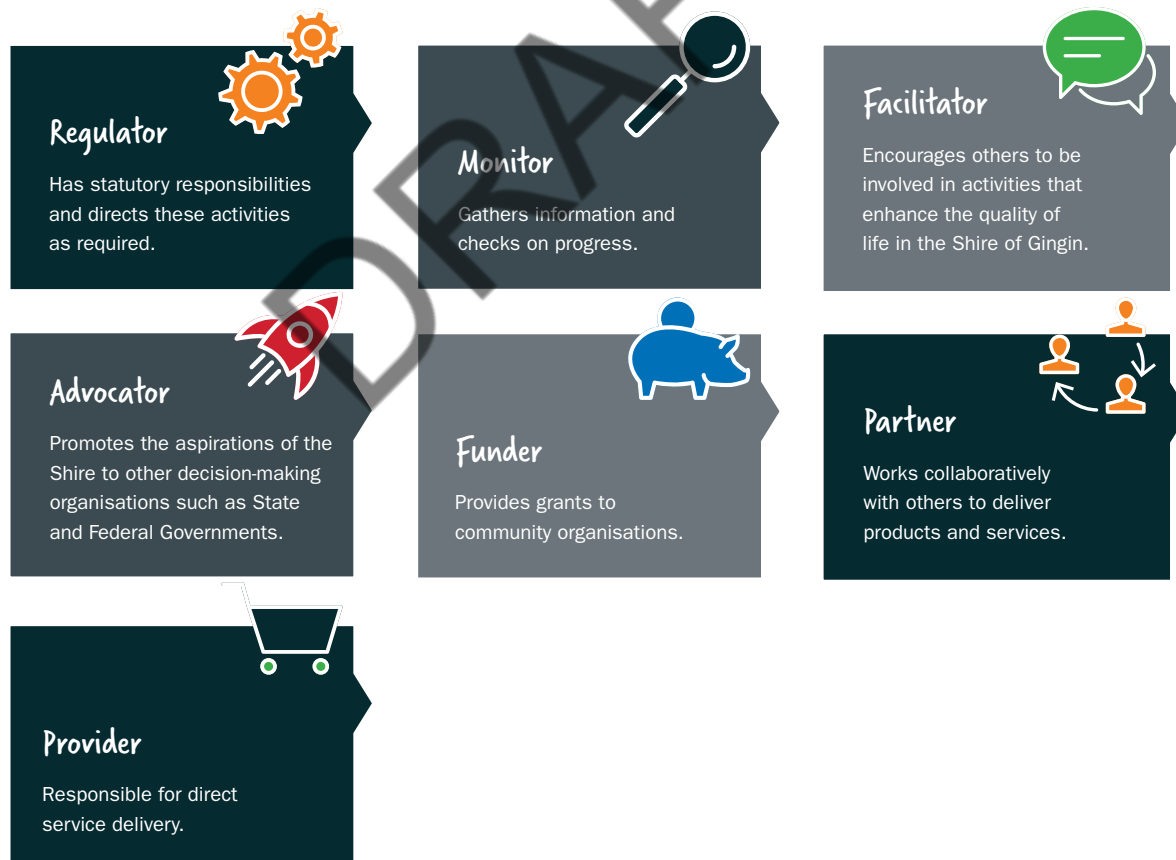 Regulator
Has statutory responsibilities
and directs these activities
as required.
Monitor
Gathers information and
checks on progress.
Facilitator
Encourages others to be
involved in activities that
enhance the quality of
life in the Shire of Gingin.
Advocator
Promotes the aspirations of the
Shire to other decision-making
organisations such as State
and Federal Governments.
Funder
Provides grants to
community organisations.
Partner
Works collaboratively
with others to deliver
products and services.
Provider
Responsible for direct
service delivery.
DRAF